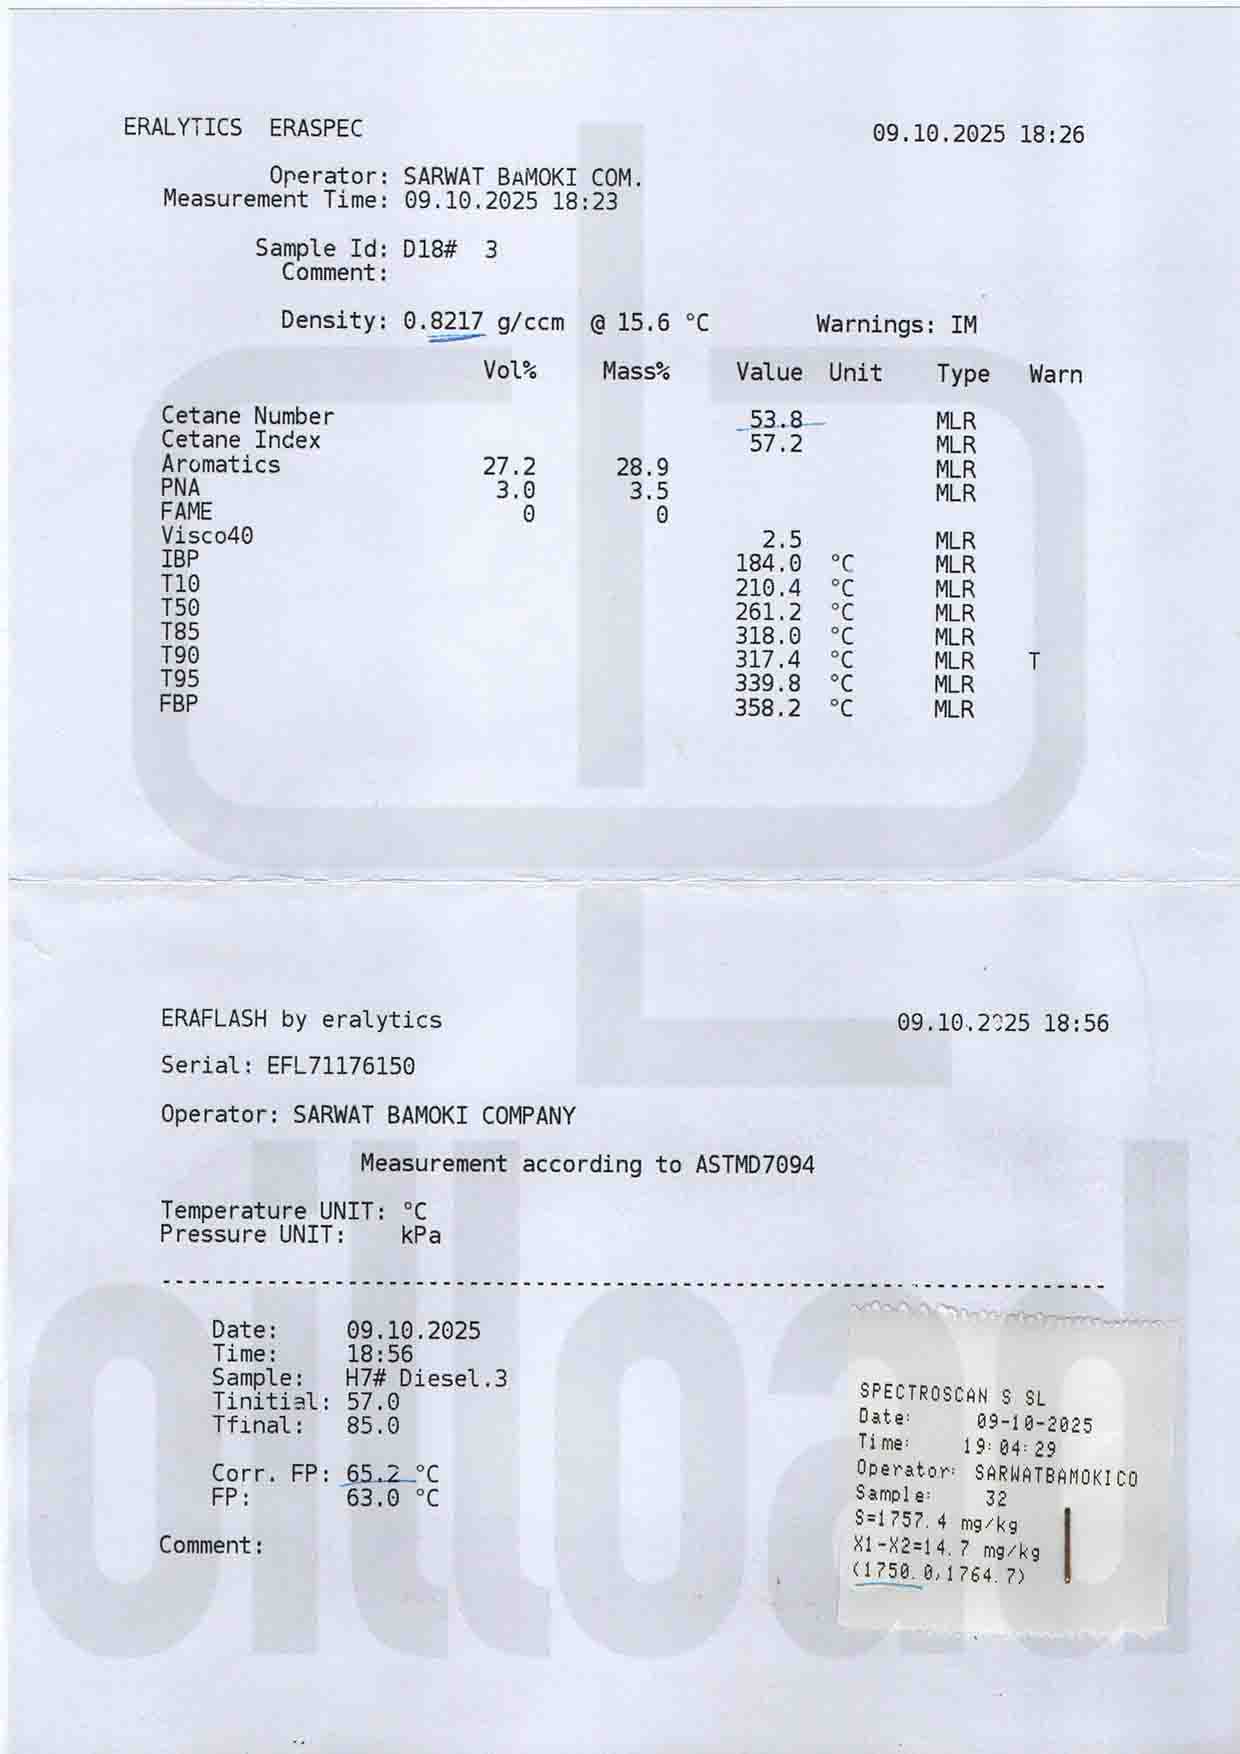 ERALYTICS ERASPEC 09.10.2025 18:26
Operator: SARWAT BAMOKI COM.
Measurement Time: 09.10.2025 18:23
Sample Id: D18# 3
Comment:
Density: 0.8217 g/ccm @ 15.6 °C Warnings: IM
Vol% Mass% Value Unit Type Warn
Cetane Number 53.8 MLR
Cetane Index 57.2 MLR
Aromatics 27.2 28.9 MLR
PNA 3.0 3.5 MLR
FAME 0 0
Visco40 2.5 MLR
IBP 184.0 °C MLR
T10 210.4 °C MLR
T50 261.2 °C MLR
T85 318.0 °C MLR
T90 317.4 °C MLR T
T95 339.8 °C MLR
FBP 358.2 °C MLR
ERAFLASH by eralytics 09.10.2025 18:56
Serial: EFL71176150
Operator: SARWAT BAMOKI COMPANY
Measurement according to ASTMD7094
Temperature UNIT: °C
Pressure UNIT: kPa
Date: 09.10.2025
Time: 18:56
Sample: H7# Diesel.3
Tinitial: 57.0
Tfinal: 85.0
Corr. FP: 65.2 °C
FP: 63.0 °C
Comment:
SPECTROSCAN S SL
Date: 09-10-2025
Time: 19:04:29
Operator: SARWATBAMOKICO
Sample: 32
S=1757.4 mg/kg
X1-X2=14.7 mg/kg
(1750.0,1764.7)
oilload